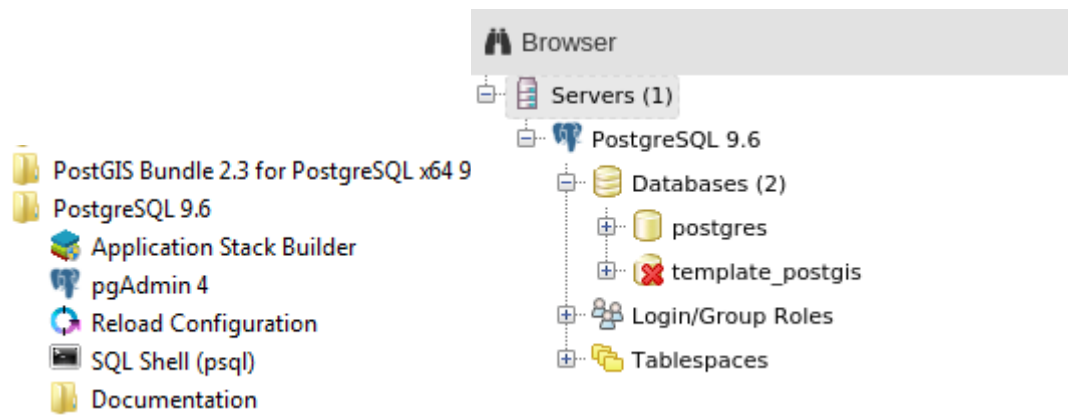 PostGIS Bundle 2.3 for PostgreSQL x64 9
PostgreSQL 9.6
Application Stack Builder
pgAdmin 4
Reload Configuration
SQL Shell (psql)
Documentation
Browser
Servers (1)
PostgreSQL 9.6
Databases (2)
postgres
template_postgis
Login/Group Roles
Tablespaces